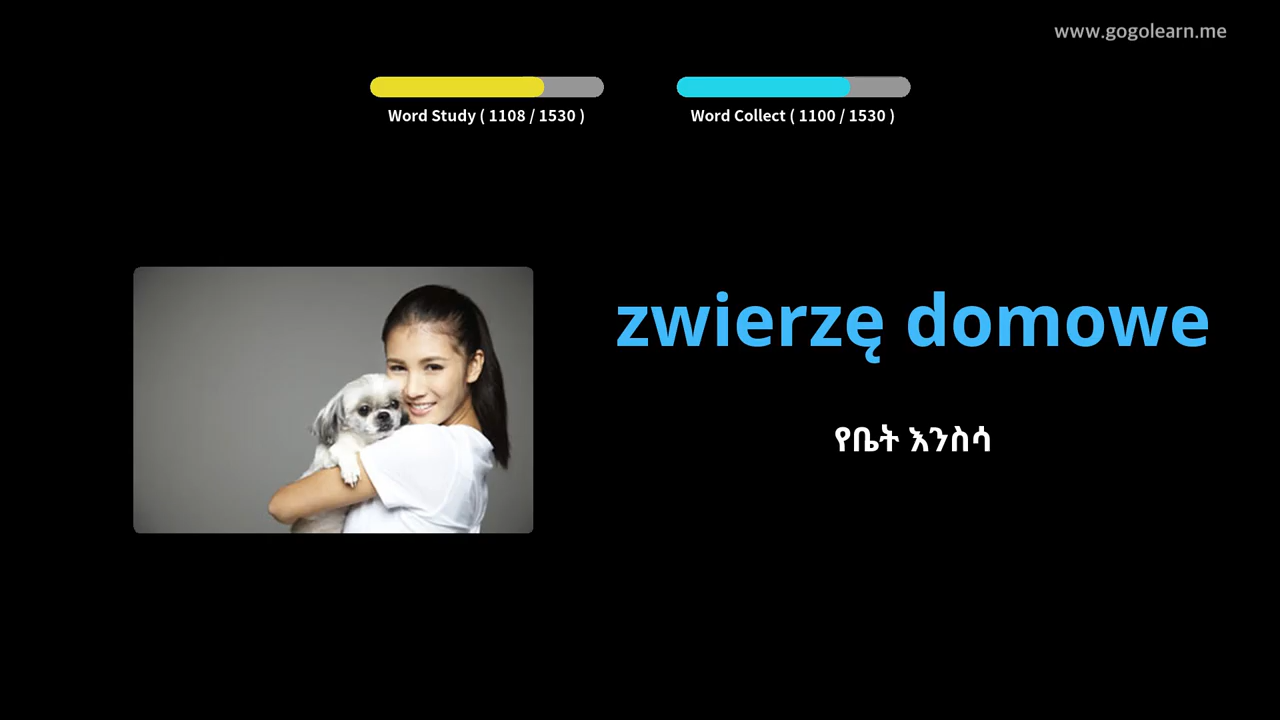 www.gogolearn.me
Word Study ( 1108 / 1530 )
Word Collect ( 1100 / 1530 )
zwierzę domowe
የቤት እንስሳ